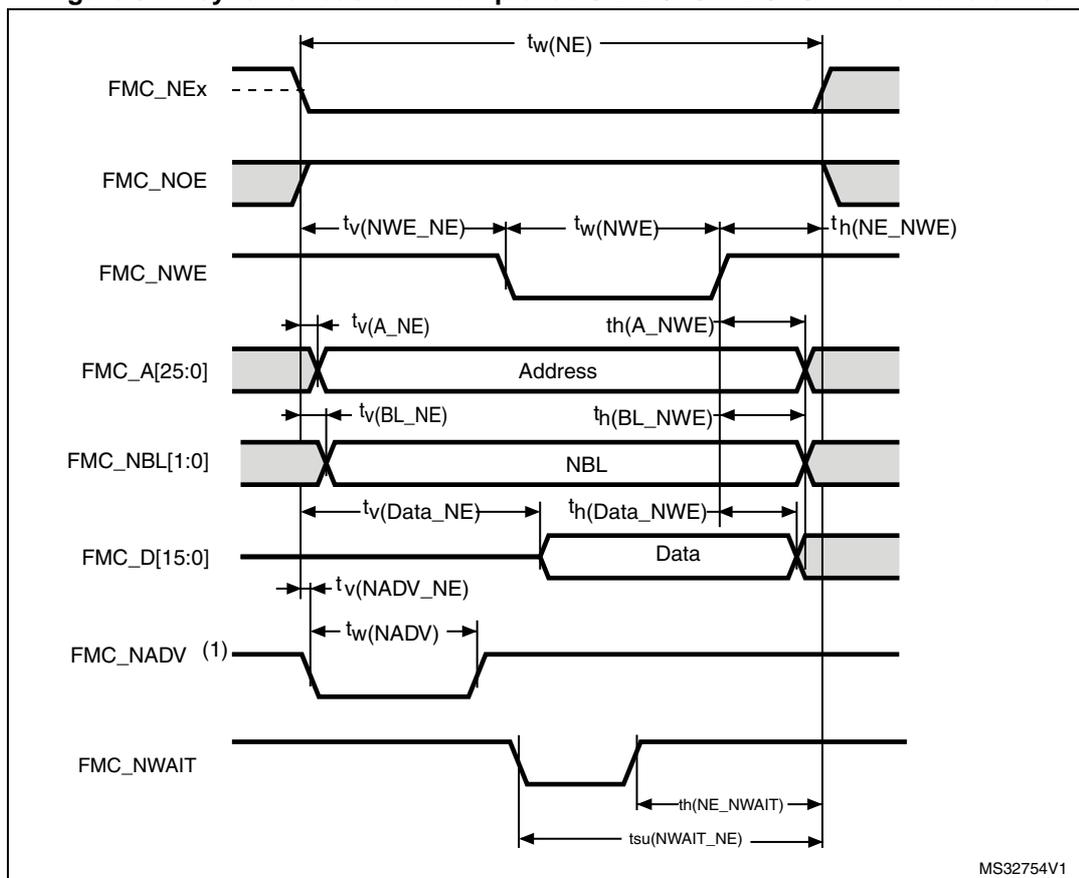 tw(NE)
FMC_NEx
FMC_NOE
tv(NWE_NE) tw(NWE) th(NE_NWE)
FMC_NWE
tv(A_NE) th(A_NWE)
FMC_A[25:0] Address
tv(BL_NE) th(BL_NWE)
FMC_NBL[1:0] NBL
tv(Data_NE) th(Data_NWE)
FMC_D[15:0] Data
tv(NADV_NE)
tw(NADV)
FMC_NADV (1)
FMC_NWAIT
th(NE_NWAIT)
tsu(NWAIT_NE)
MS32754V1